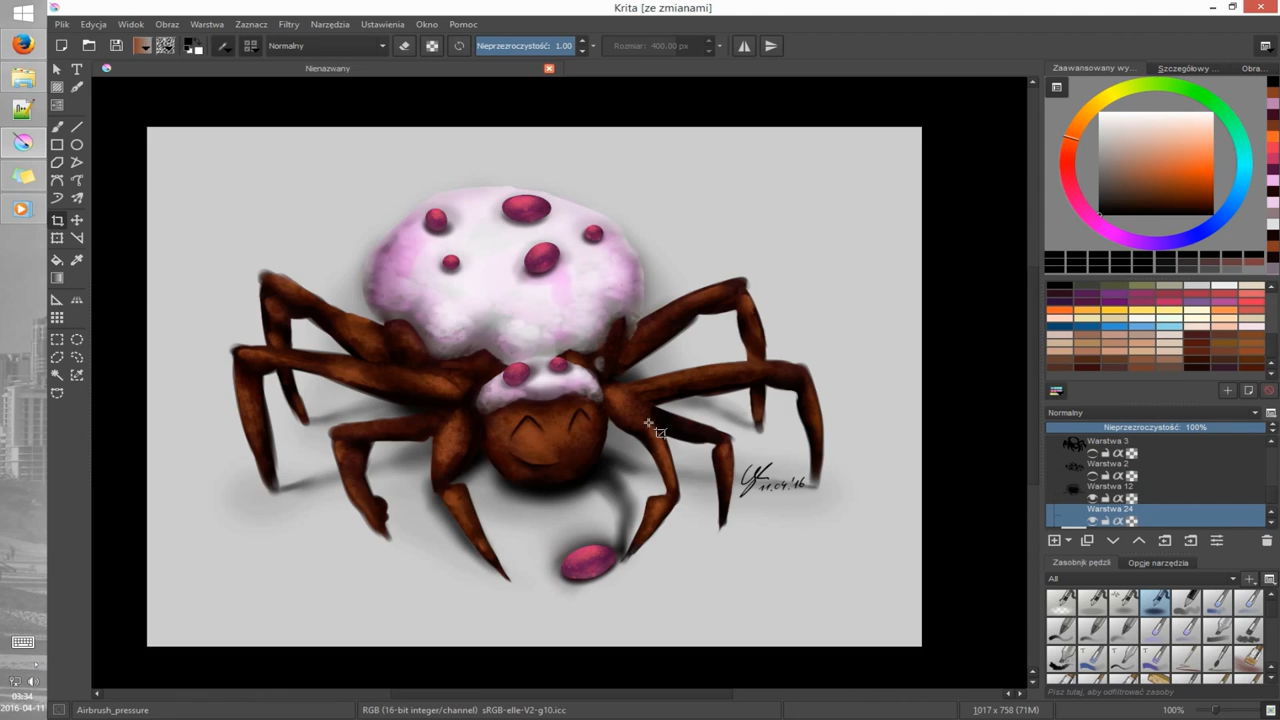 Krita [ze zmianami]
Plik Edycja Widok Obraz Warstwa Zaznacz Filtry Narzędzia Ustawienia Okno Pomoc
Normalny Nieprzezroczystość: 1.00 Rozmiar: 400.00 px
Nienazwany
Zaawansowany wy... Szczegółowy ... Obra...
Normalny
Nieprzezroczystość: 100%
Warstwa 3
Warstwa 2
Warstwa 12
Warstwa 24
11.04.'16
Zasobnik pędzli Opcje narzędzia
All
Pisz tutaj, aby odfiltrować zasoby
03:34
2016-04-11
Airbrush_pressure RGB (16-bit integer/channel) sRGB-elle-V2-g10.icc 1017 x 758 (71M) 100%